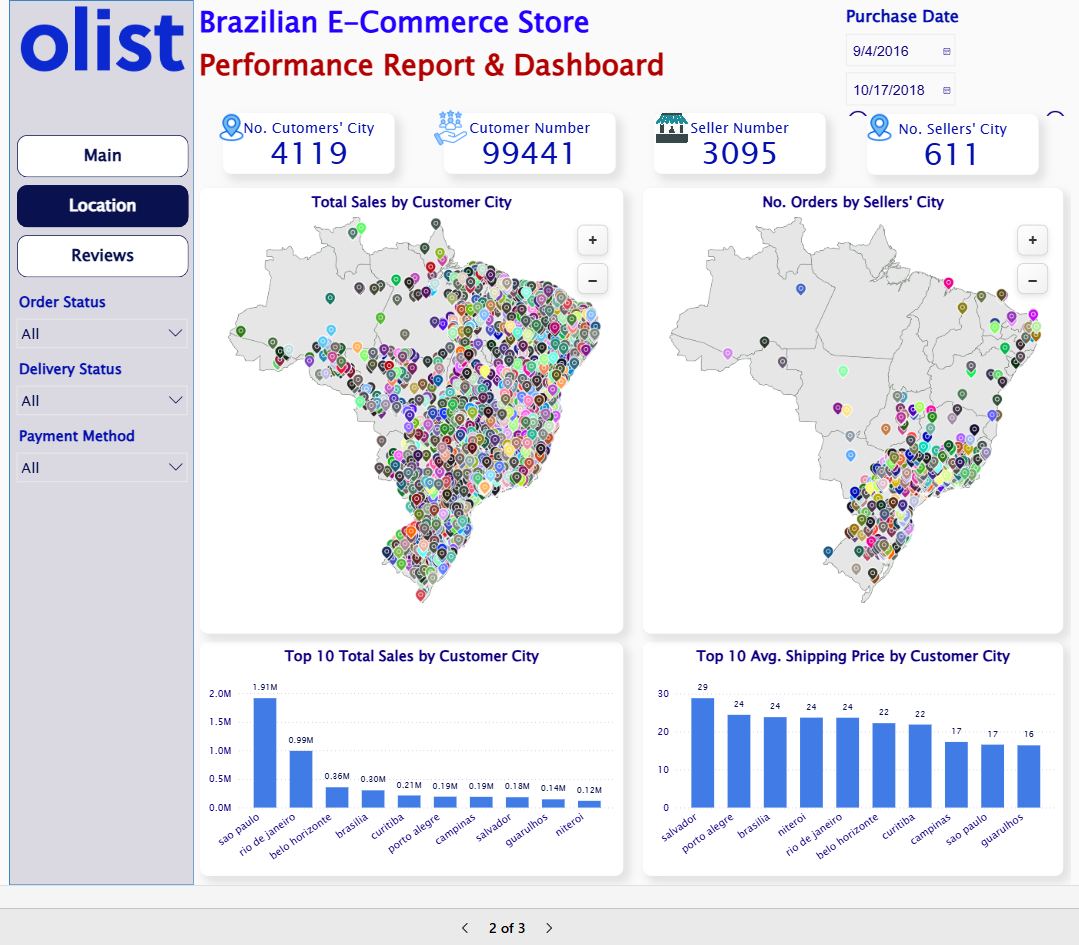 olist
Brazilian E-Commerce Store
Performance Report & Dashboard
Purchase Date
9/4/2016
10/17/2018
No. Cutomers' City
4119
Cutomer Number
99441
Seller Number
3095
No. Sellers' City
611
Main
Location
Reviews
Order Status
All
Delivery Status
All
Payment Method
All
Total Sales by Customer City
+
−
No. Orders by Sellers' City
+
−
Top 10 Total Sales by Customer City
2.0M
1.5M
1.0M
0.5M
0.0M
1.91M
0.99M
0.36M
0.30M
0.21M
0.19M
0.19M
0.18M
0.14M
0.12M
sao paulo
rio de janeiro
belo horizonte
brasilia
curitiba
porto alegre
campinas
salvador
guarulhos
niteroi
Top 10 Avg. Shipping Price by Customer City
30
20
10
0
29
24
24
24
24
22
22
17
17
16
salvador
porto alegre
brasilia
niteroi
rio de janeiro
belo horizonte
curitiba
campinas
sao paulo
guarulhos
2 of 3